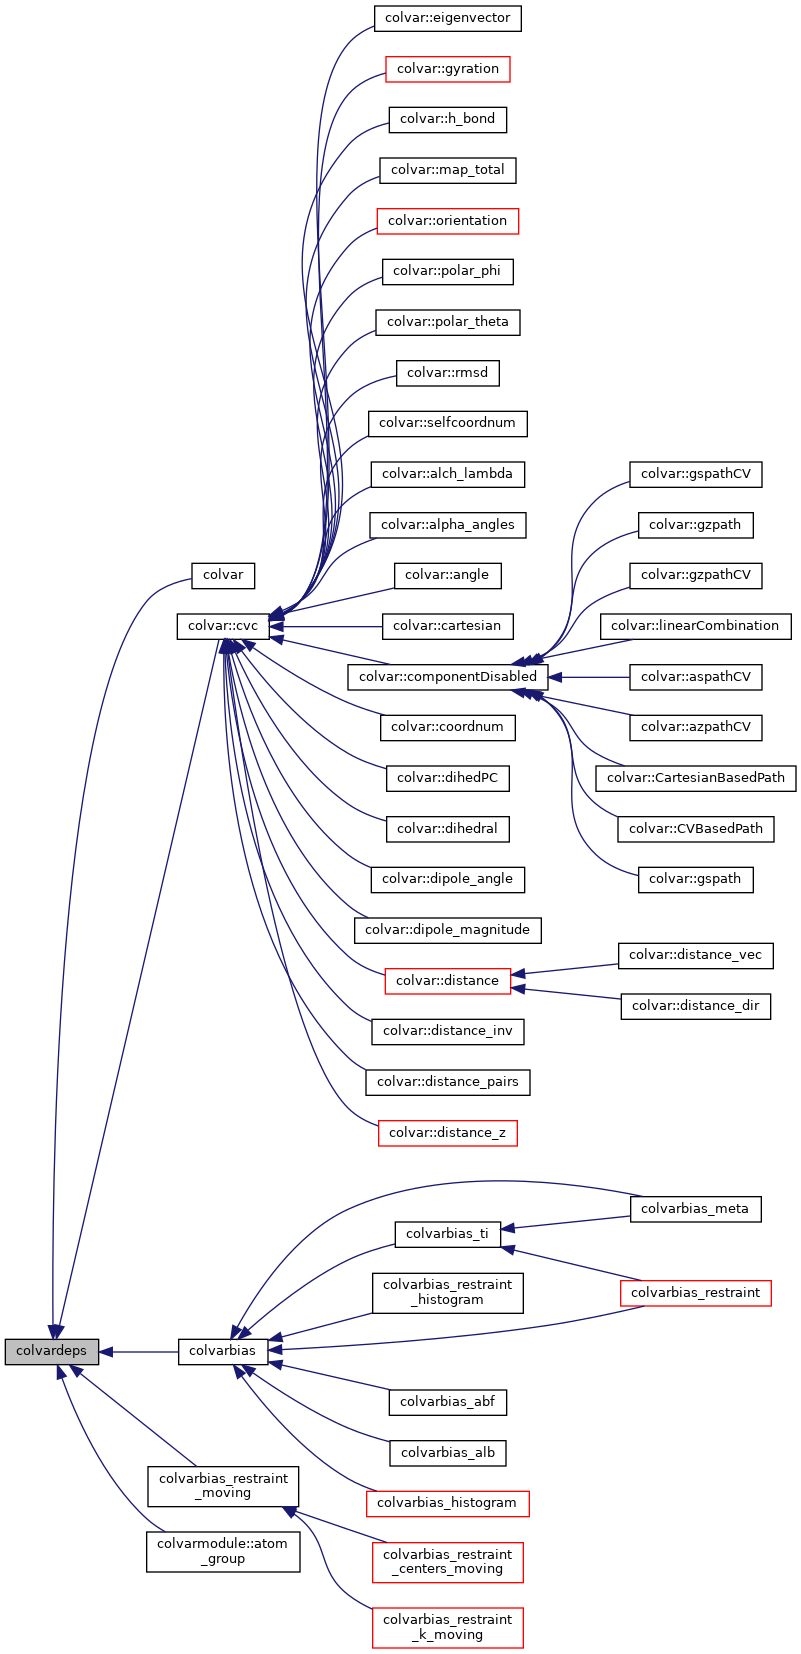 colvar::eigenvector
colvar::gyration
colvar::h_bond
colvar::map_total
colvar::orientation
colvar::polar_phi
colvar::polar_theta
colvar::rmsd
colvar::selfcoordnum
colvar::alch_lambda
colvar::gspathCV
colvar::alpha_angles
colvar::gzpath
colvar
colvar::angle
colvar::gzpathCV
colvar::cvc
colvar::cartesian
colvar::linearCombination
colvar::componentDisabled
colvar::aspathCV
colvar::coordnum
colvar::azpathCV
colvar::dihedPC
colvar::CartesianBasedPath
colvar::dihedral
colvar::CVBasedPath
colvar::dipole_angle
colvar::gspath
colvar::dipole_magnitude
colvar::distance
colvar::distance_vec
colvar::distance_dir
colvar::distance_inv
colvar::distance_pairs
colvar::distance_z
colvarbias_meta
colvarbias_ti
colvarbias_restraint
_histogram
colvarbias_restraint
colvardeps
colvarbias
colvarbias_abf
colvarbias_alb
colvarbias_restraint
_moving
colvarbias_histogram
colvarmodule::atom
_group
colvarbias_restraint
_centers_moving
colvarbias_restraint
_k_moving